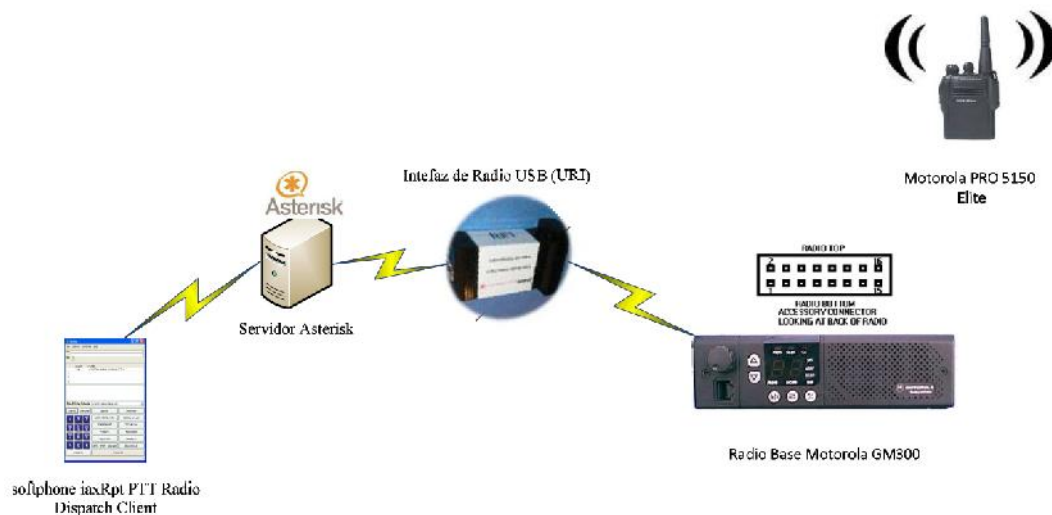 Motorola PRO 5150
Elite
Intefaz de Radio USB (URI)
Asterisk
Servidor Asterisk
RADIO TOP
2 16
1 15
RADIO BOTTOM
ACCESSORY CONNECTOR
LOOKING AT BACK OF RADIO
Radio Base Motorola GM300
softphone iaxRpt PTT Radio
Dispatch Client